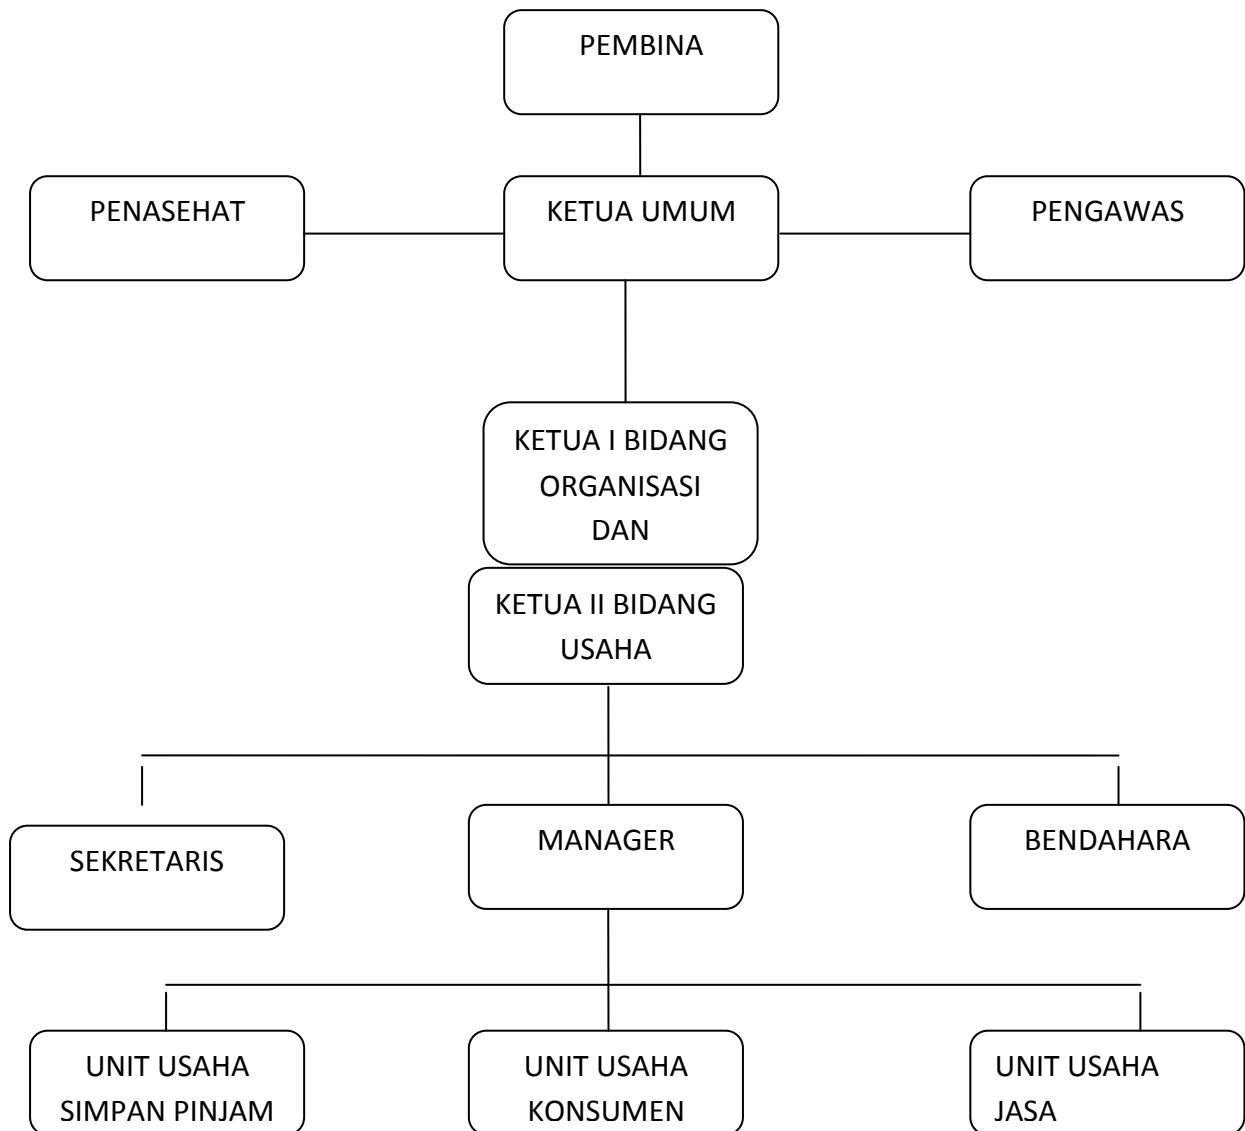 PEMBINA
PENASEHAT
KETUA UMUM
PENGAWAS
KETUA I BIDANG
ORGANISASI
DAN
KETUA II BIDANG
USAHA
SEKRETARIS
MANAGER
BENDAHARA
UNIT USAHA
SIMPAN PINJAM
UNIT USAHA
KONSUMEN
UNIT USAHA
JASA